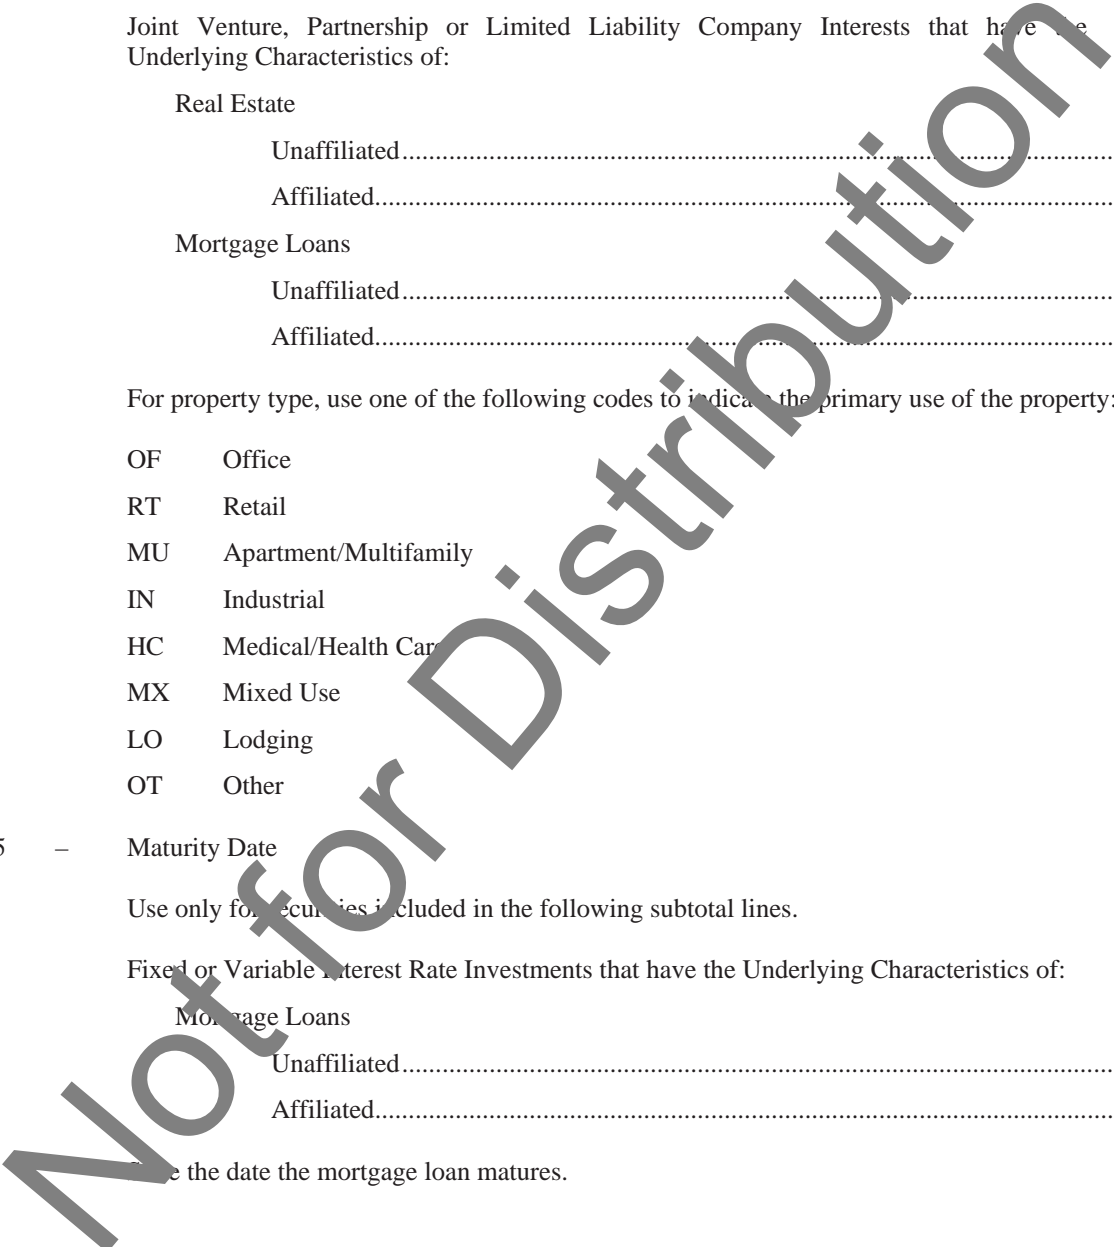 Joint Venture, Partnership or Limited Liability Company Interests that have the
Underlying Characteristics of:
Real Estate
Unaffiliated
Affiliated
Mortgage Loans
Unaffiliated
Affiliated
For property type, use one of the following codes to indicate the primary use of the property:
OF Office
RT Retail
MU Apartment/Multifamily
IN Industrial
HC Medical/Health Care
MX Mixed Use
LO Lodging
OT Other
5 – Maturity Date
Use only for securities included in the following subtotal lines.
Fixed or Variable Interest Rate Investments that have the Underlying Characteristics of:
Mortgage Loans
Unaffiliated
Affiliated
the date the mortgage loan matures.
Not for Distribution